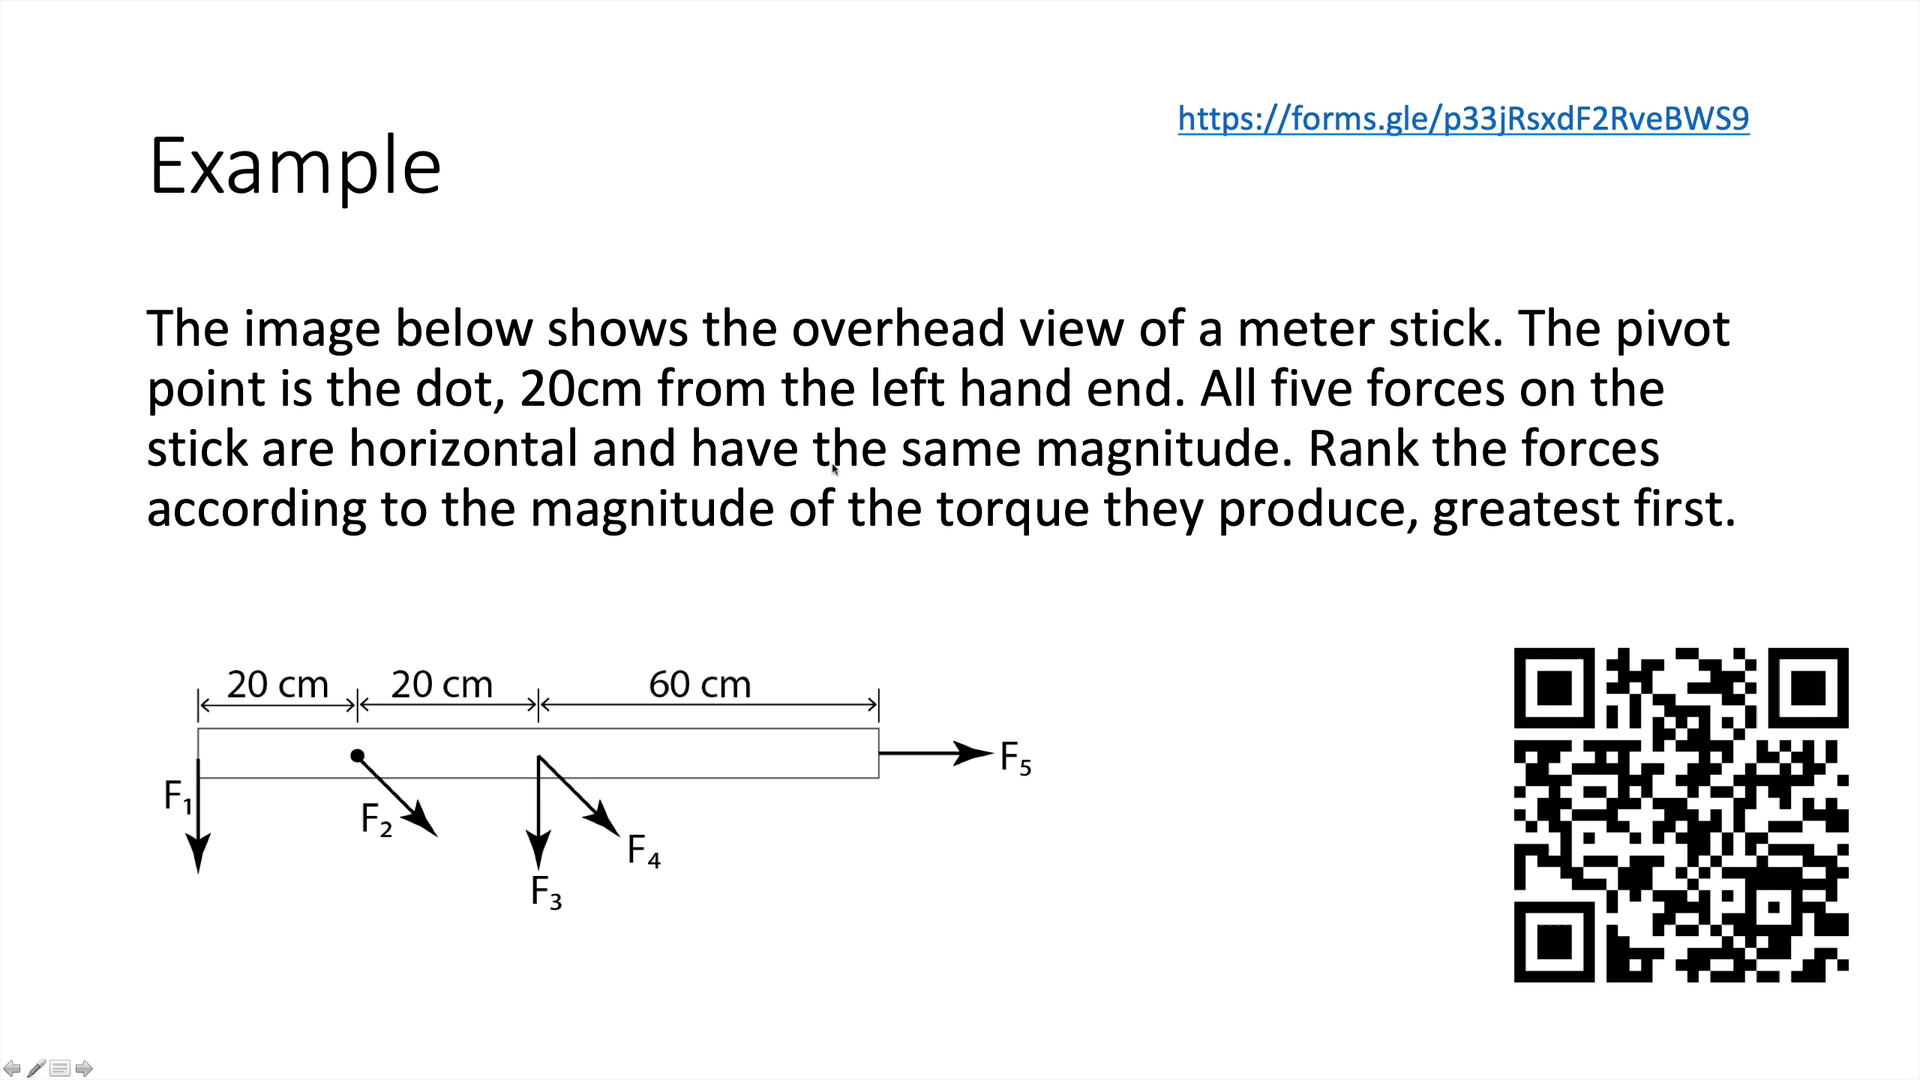 https://forms.gle/p33jRsxdF2RveBWS9
Example
The image below shows the overhead view of a meter stick. The pivot
point is the dot, 20cm from the left hand end. All five forces on the
stick are horizontal and have the same magnitude. Rank the forces
according to the magnitude of the torque they produce, greatest first.
20 cm 20 cm 60 cm
F₅
F₁
F₂
F₄
F₃